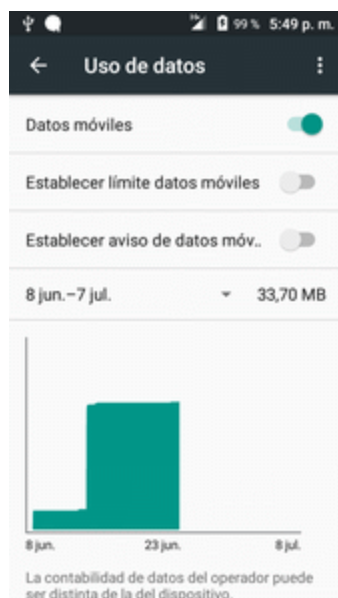 99 % 5:49 p. m.
Uso de datos
Datos móviles
Establecer límite datos móviles
Establecer aviso de datos móv..
8 jun.–7 jul. 33,70 MB
8 jun. 23 jun. 8 jul.
La contabilidad de datos del operador puede
ser distinta de la del dispositivo.